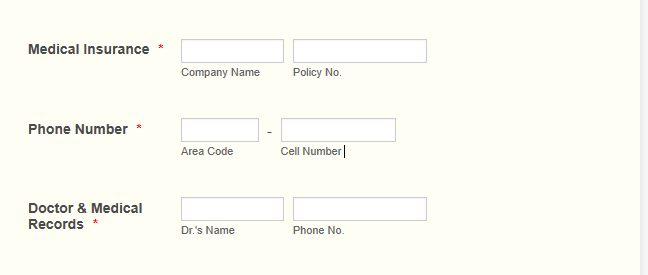 Medical Insurance *
Company Name Policy No.
Phone Number * -
Area Code Cell Number
Doctor & Medical
Records *
Dr.'s Name Phone No.